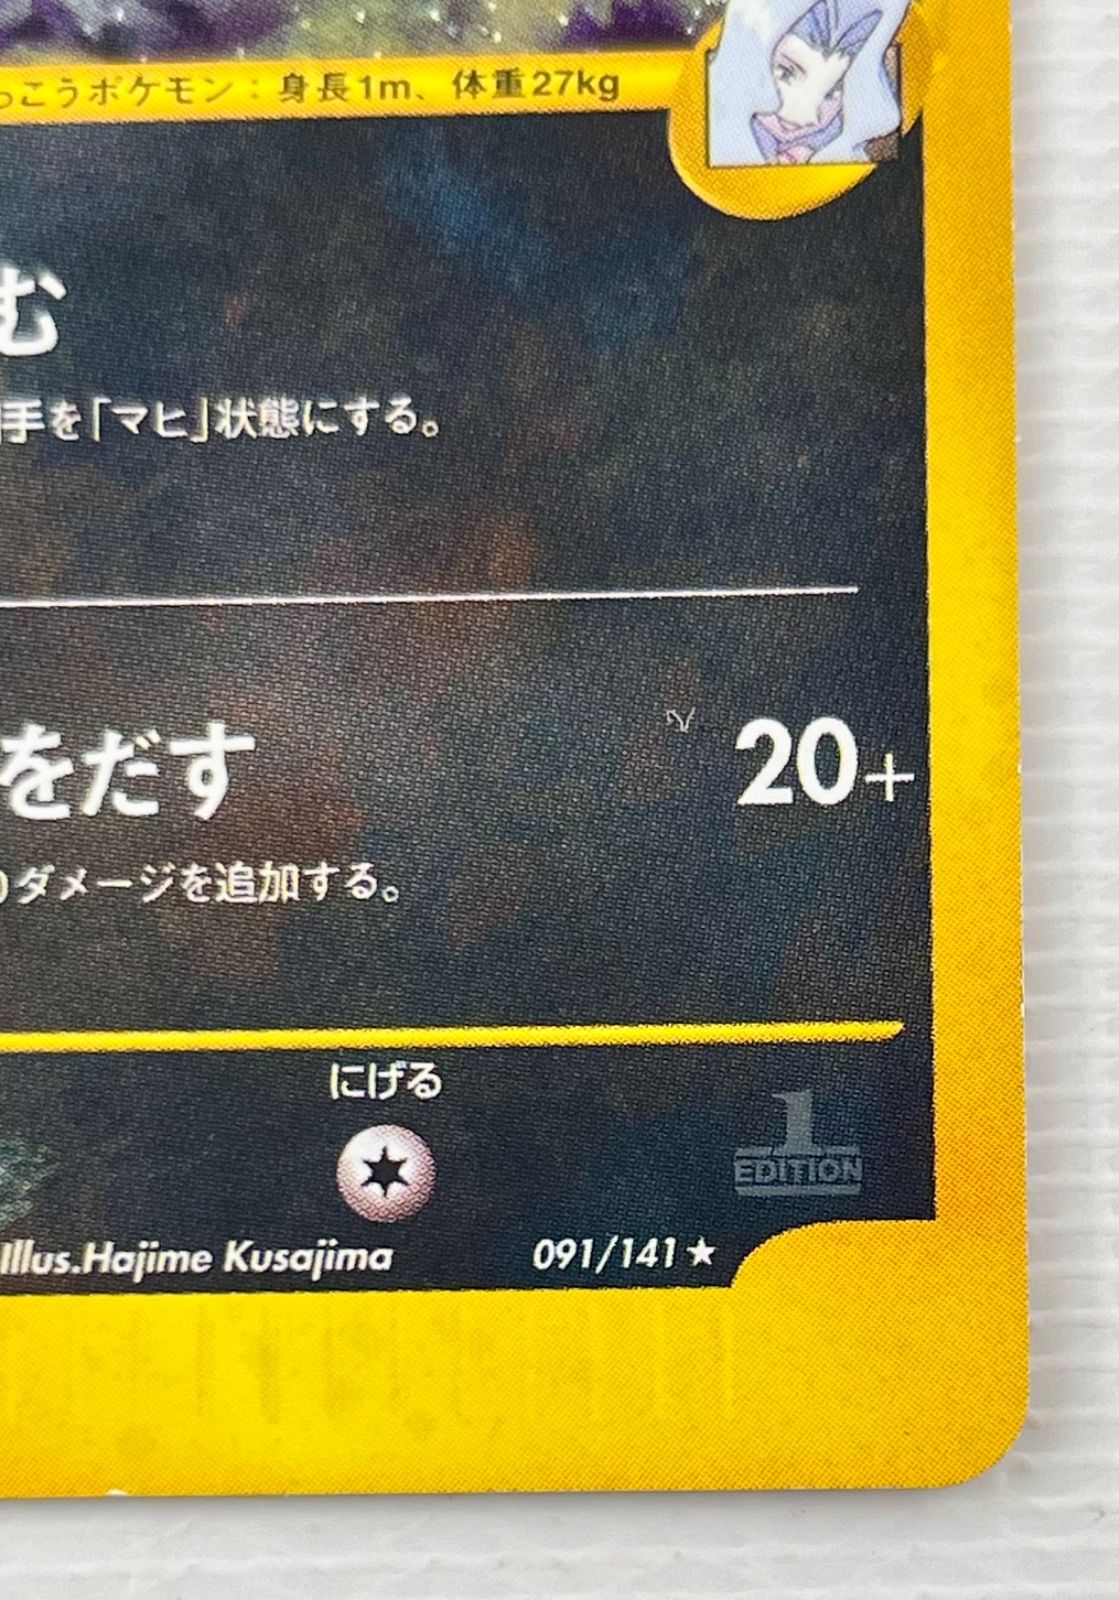 っこうポケモン：身長1m、体重27kg
む
手を「マヒ」状態にする。
をだす 20+
ダメージを追加する。
にげる
1
EDITION
Illus.Hajime Kusajima 091/141★